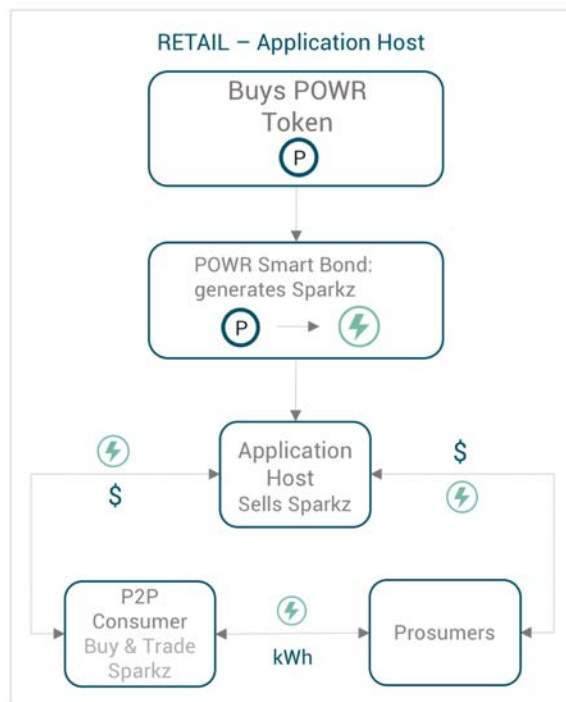 RETAIL – Application Host
Buys POWR
Token
P
POWR Smart Bond:
generates Sparkz
P
Application
Host
Sells Sparkz
$
$
P2P
Consumer
Buy & Trade
Sparkz
kWh
Prosumers